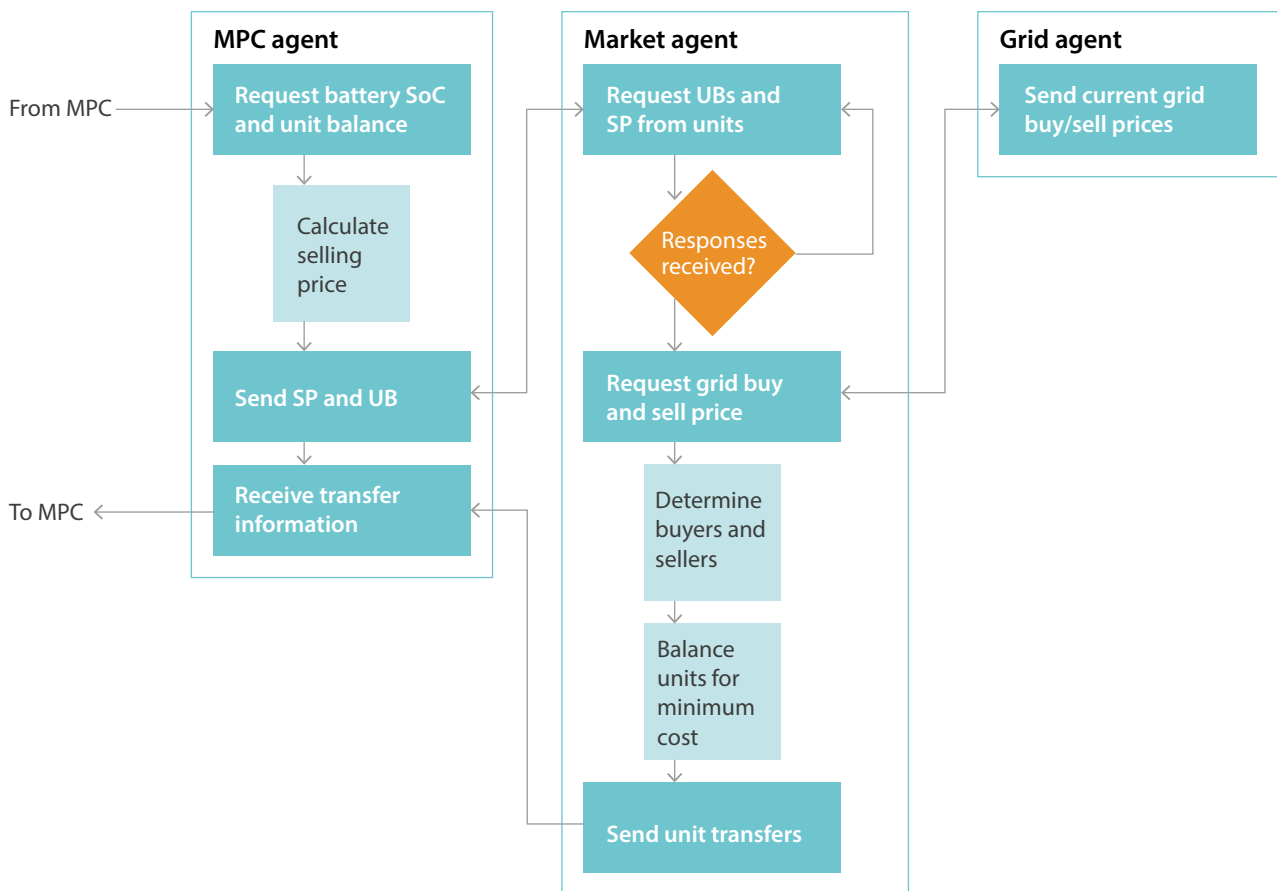 MPC agent
From MPC
Request battery SoC
and unit balance
Calculate
selling
price
Send SP and UB
Receive transfer
information
To MPC
Market agent
Request UBs and
SP from units
Responses
received?
Request grid buy
and sell price
Determine
buyers and
sellers
Balance
units for
minimum
cost
Send unit transfers
Grid agent
Send current grid
buy/sell prices